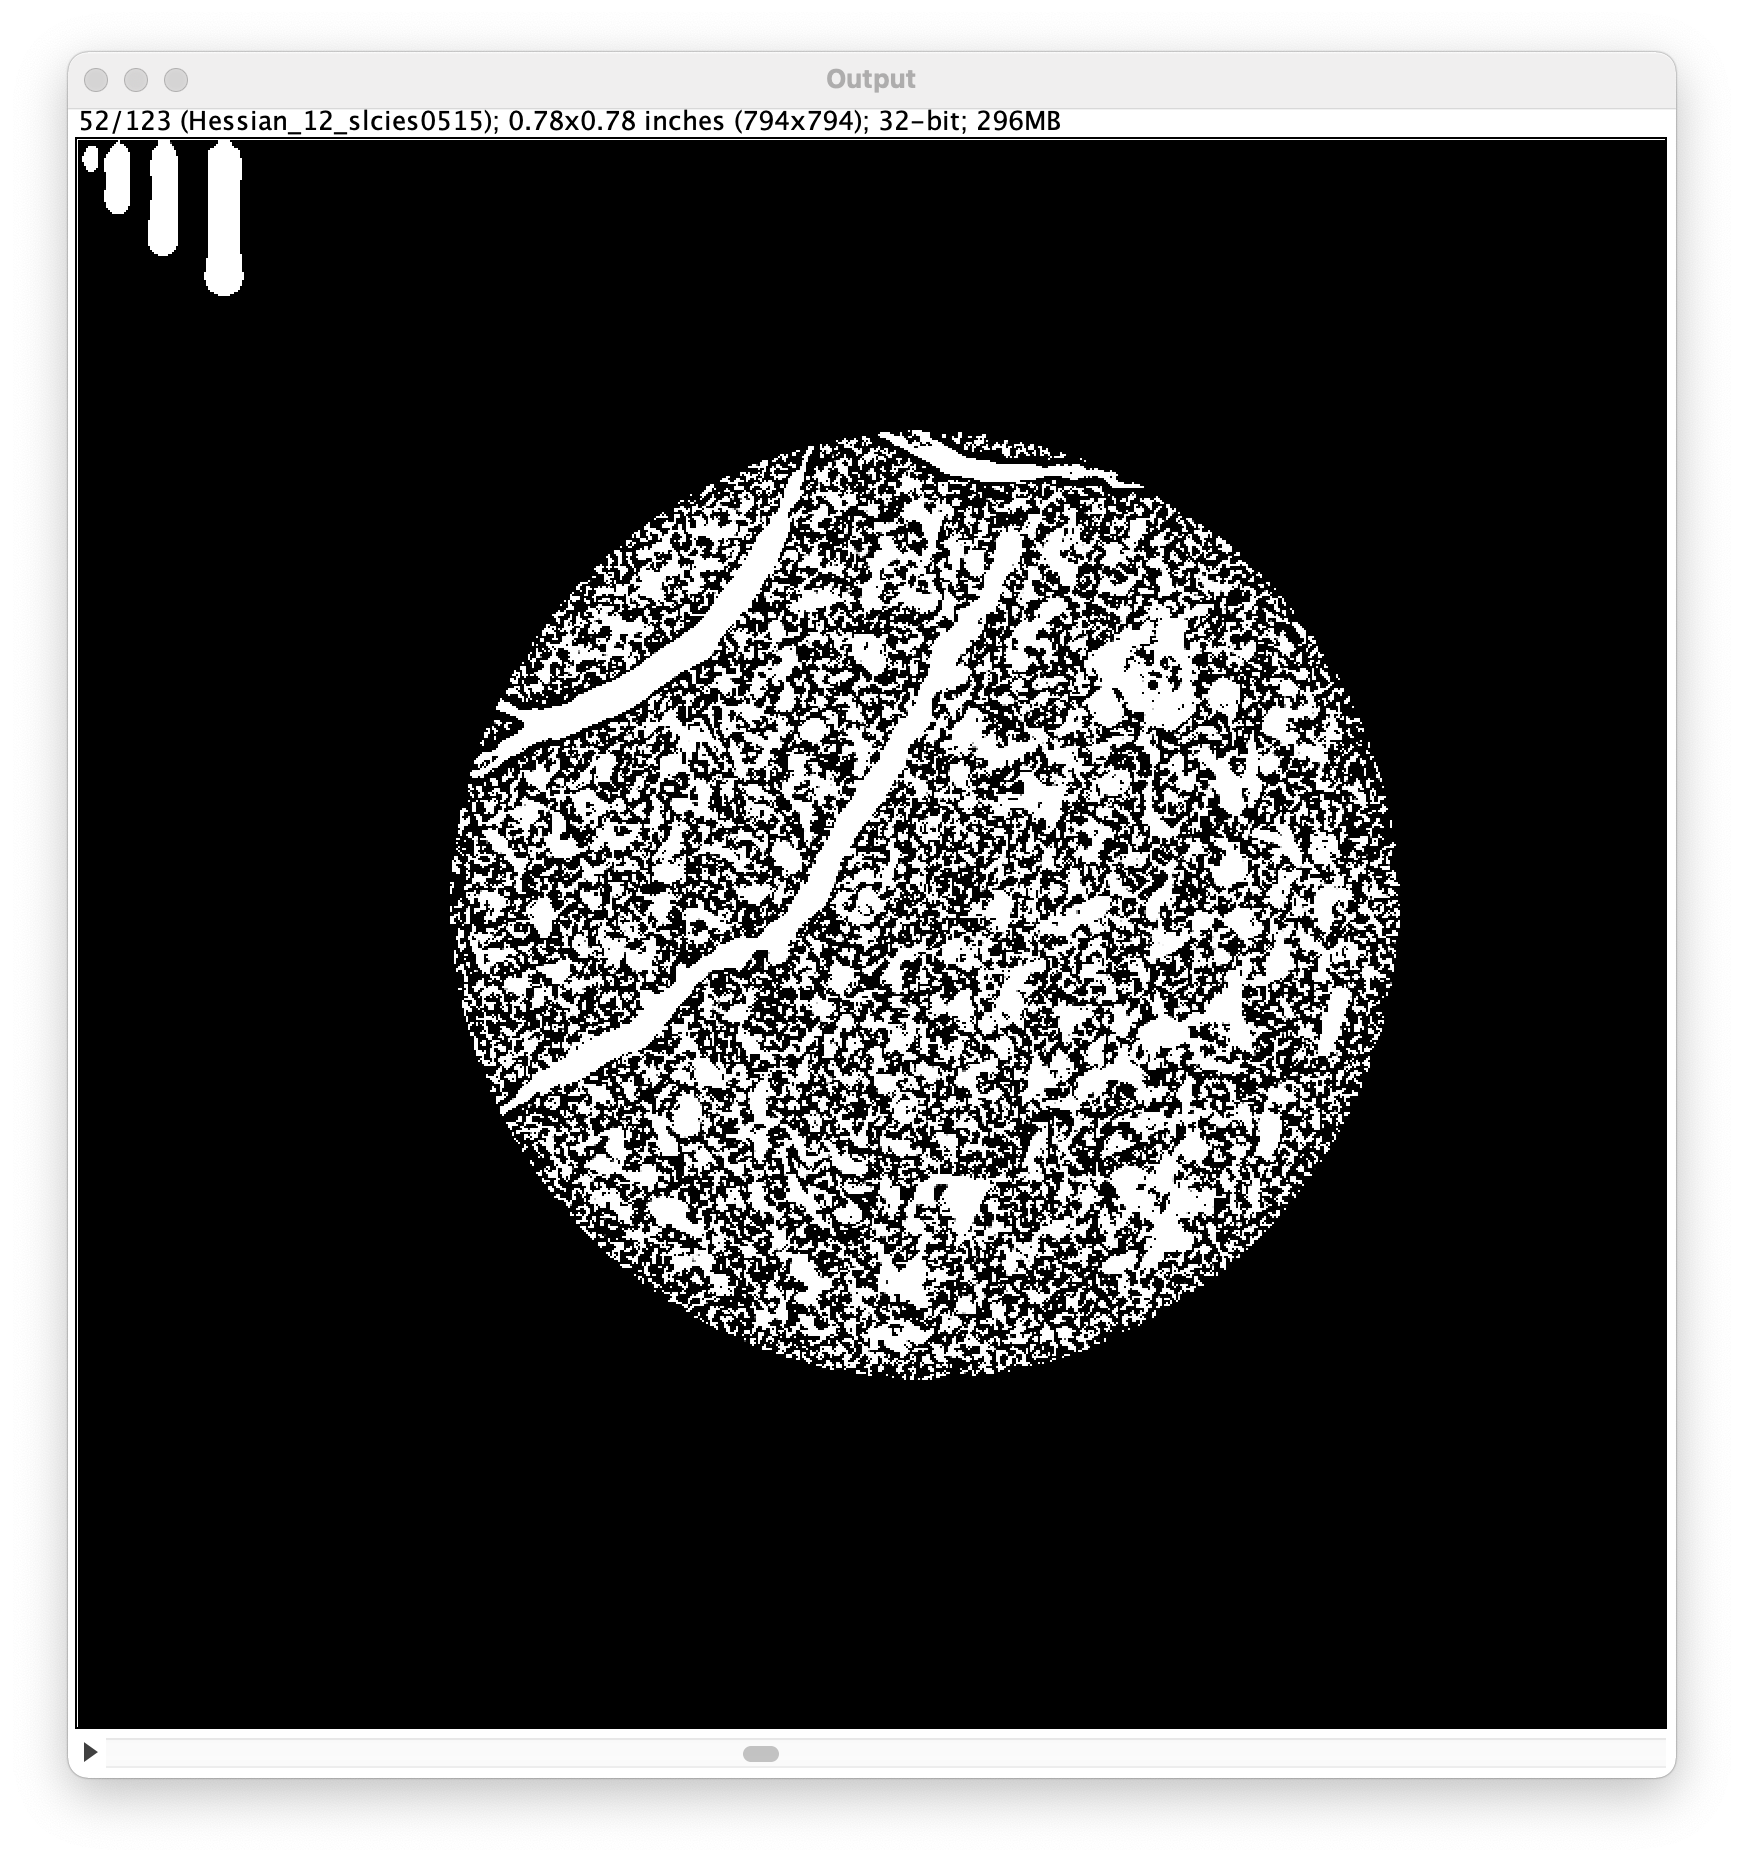 Output
52/123 (Hessian_12_slcies0515); 0.78x0.78 inches (794x794); 32-bit; 296MB